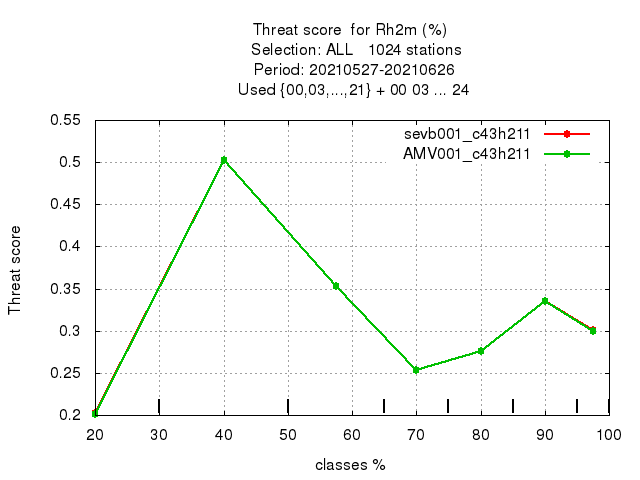 Threat score  for Rh2m (%)
Selection: ALL   1024 stations
Period: 20210527-20210626
Used {00,03,...,21} + 00 03 ... 24
sevb001_c43h211
AMV001_c43h211
Threat score
0.55
0.5
0.45
0.4
0.35
0.3
0.25
0.2
20 30 40 50 60 70 80 90 100
classes %